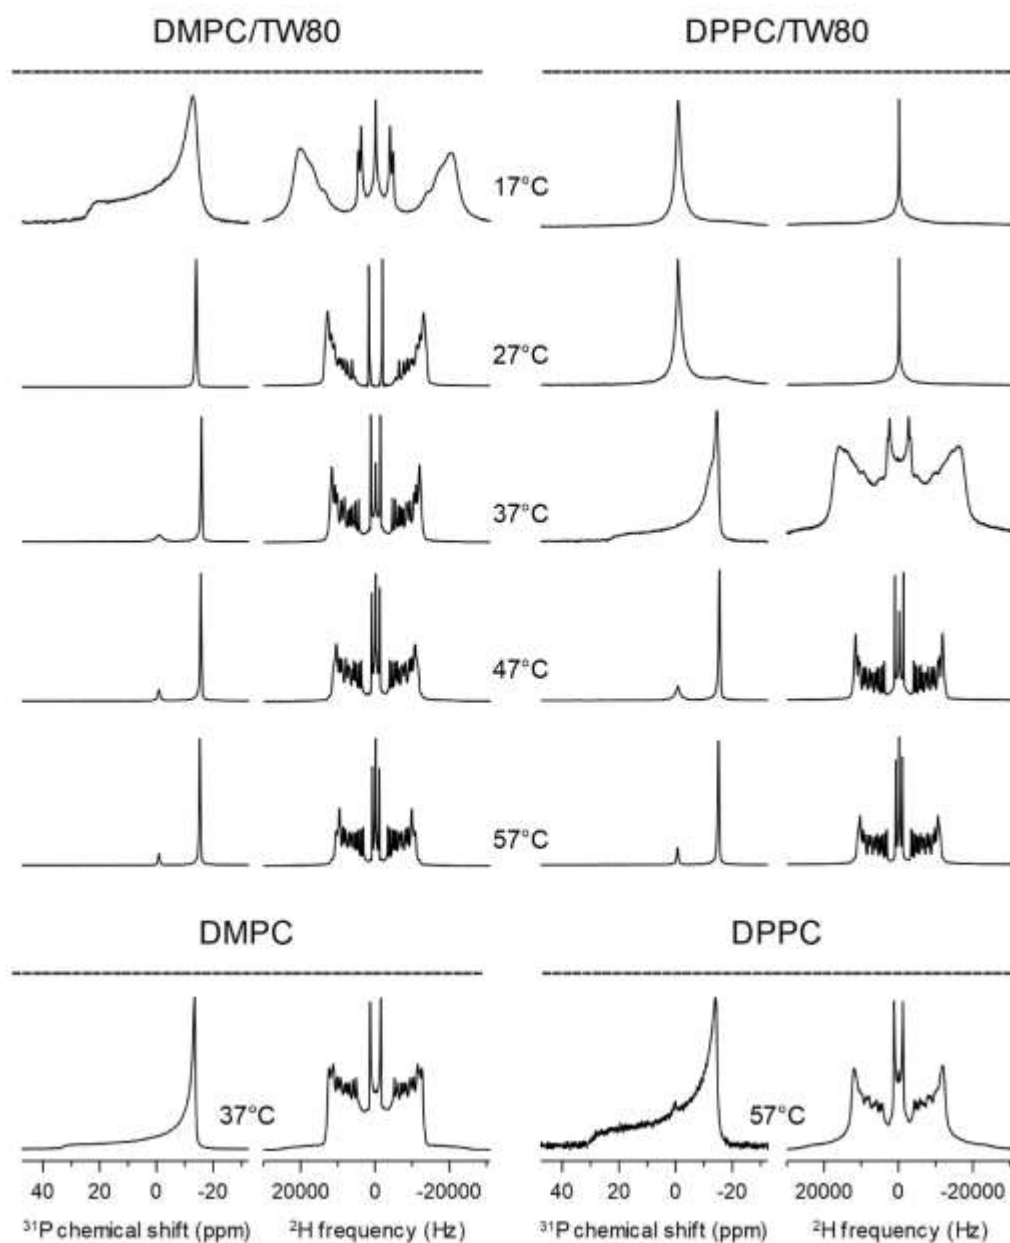 DMPC/TW80 DPPC/TW80
17°C
27°C
37°C
47°C
57°C
DMPC DPPC
37°C 57°C
40 20 0 -20 20000 0 -20000 40 20 0 -20 20000 0 -20000
³¹P chemical shift (ppm) ²H frequency (Hz) ³¹P chemical shift (ppm) ²H frequency (Hz)